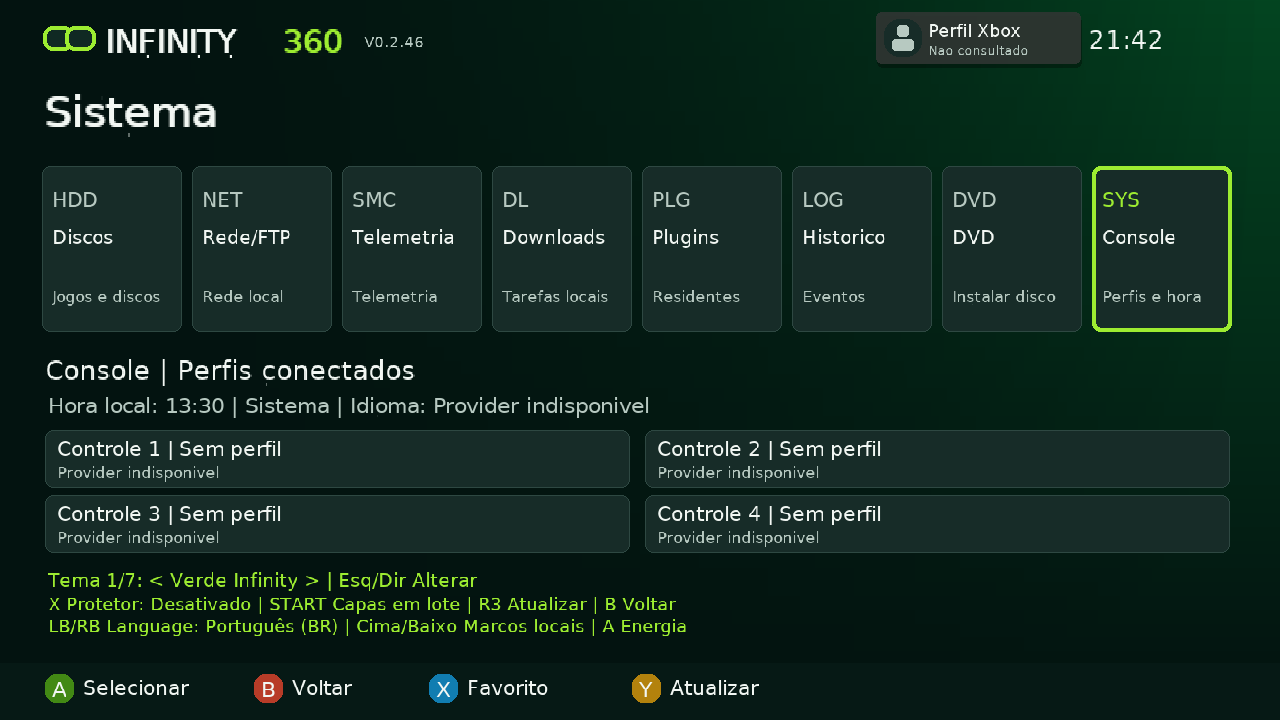 INFINITY 360 V0.2.46
Perfil Xbox
Nao consultado
21:42
Sistema
HDD
Discos
Jogos e discos
NET
Rede/FTP
Rede local
SMC
Telemetria
Telemetria
DL
Downloads
Tarefas locais
PLG
Plugins
Residentes
LOG
Historico
Eventos
DVD
DVD
Instalar disco
SYS
Console
Perfis e hora
Console | Perfis conectados
Hora local: 13:30 | Sistema | Idioma: Provider indisponivel
Controle 1 | Sem perfil
Provider indisponivel
Controle 2 | Sem perfil
Provider indisponivel
Controle 3 | Sem perfil
Provider indisponivel
Controle 4 | Sem perfil
Provider indisponivel
Tema 1/7: < Verde Infinity > | Esq/Dir Alterar
X Protetor: Desativado | START Capas em lote | R3 Atualizar | B Voltar
LB/RB Language: Português (BR) | Cima/Baixo Marcos locais | A Energia
A Selecionar B Voltar X Favorito Y Atualizar